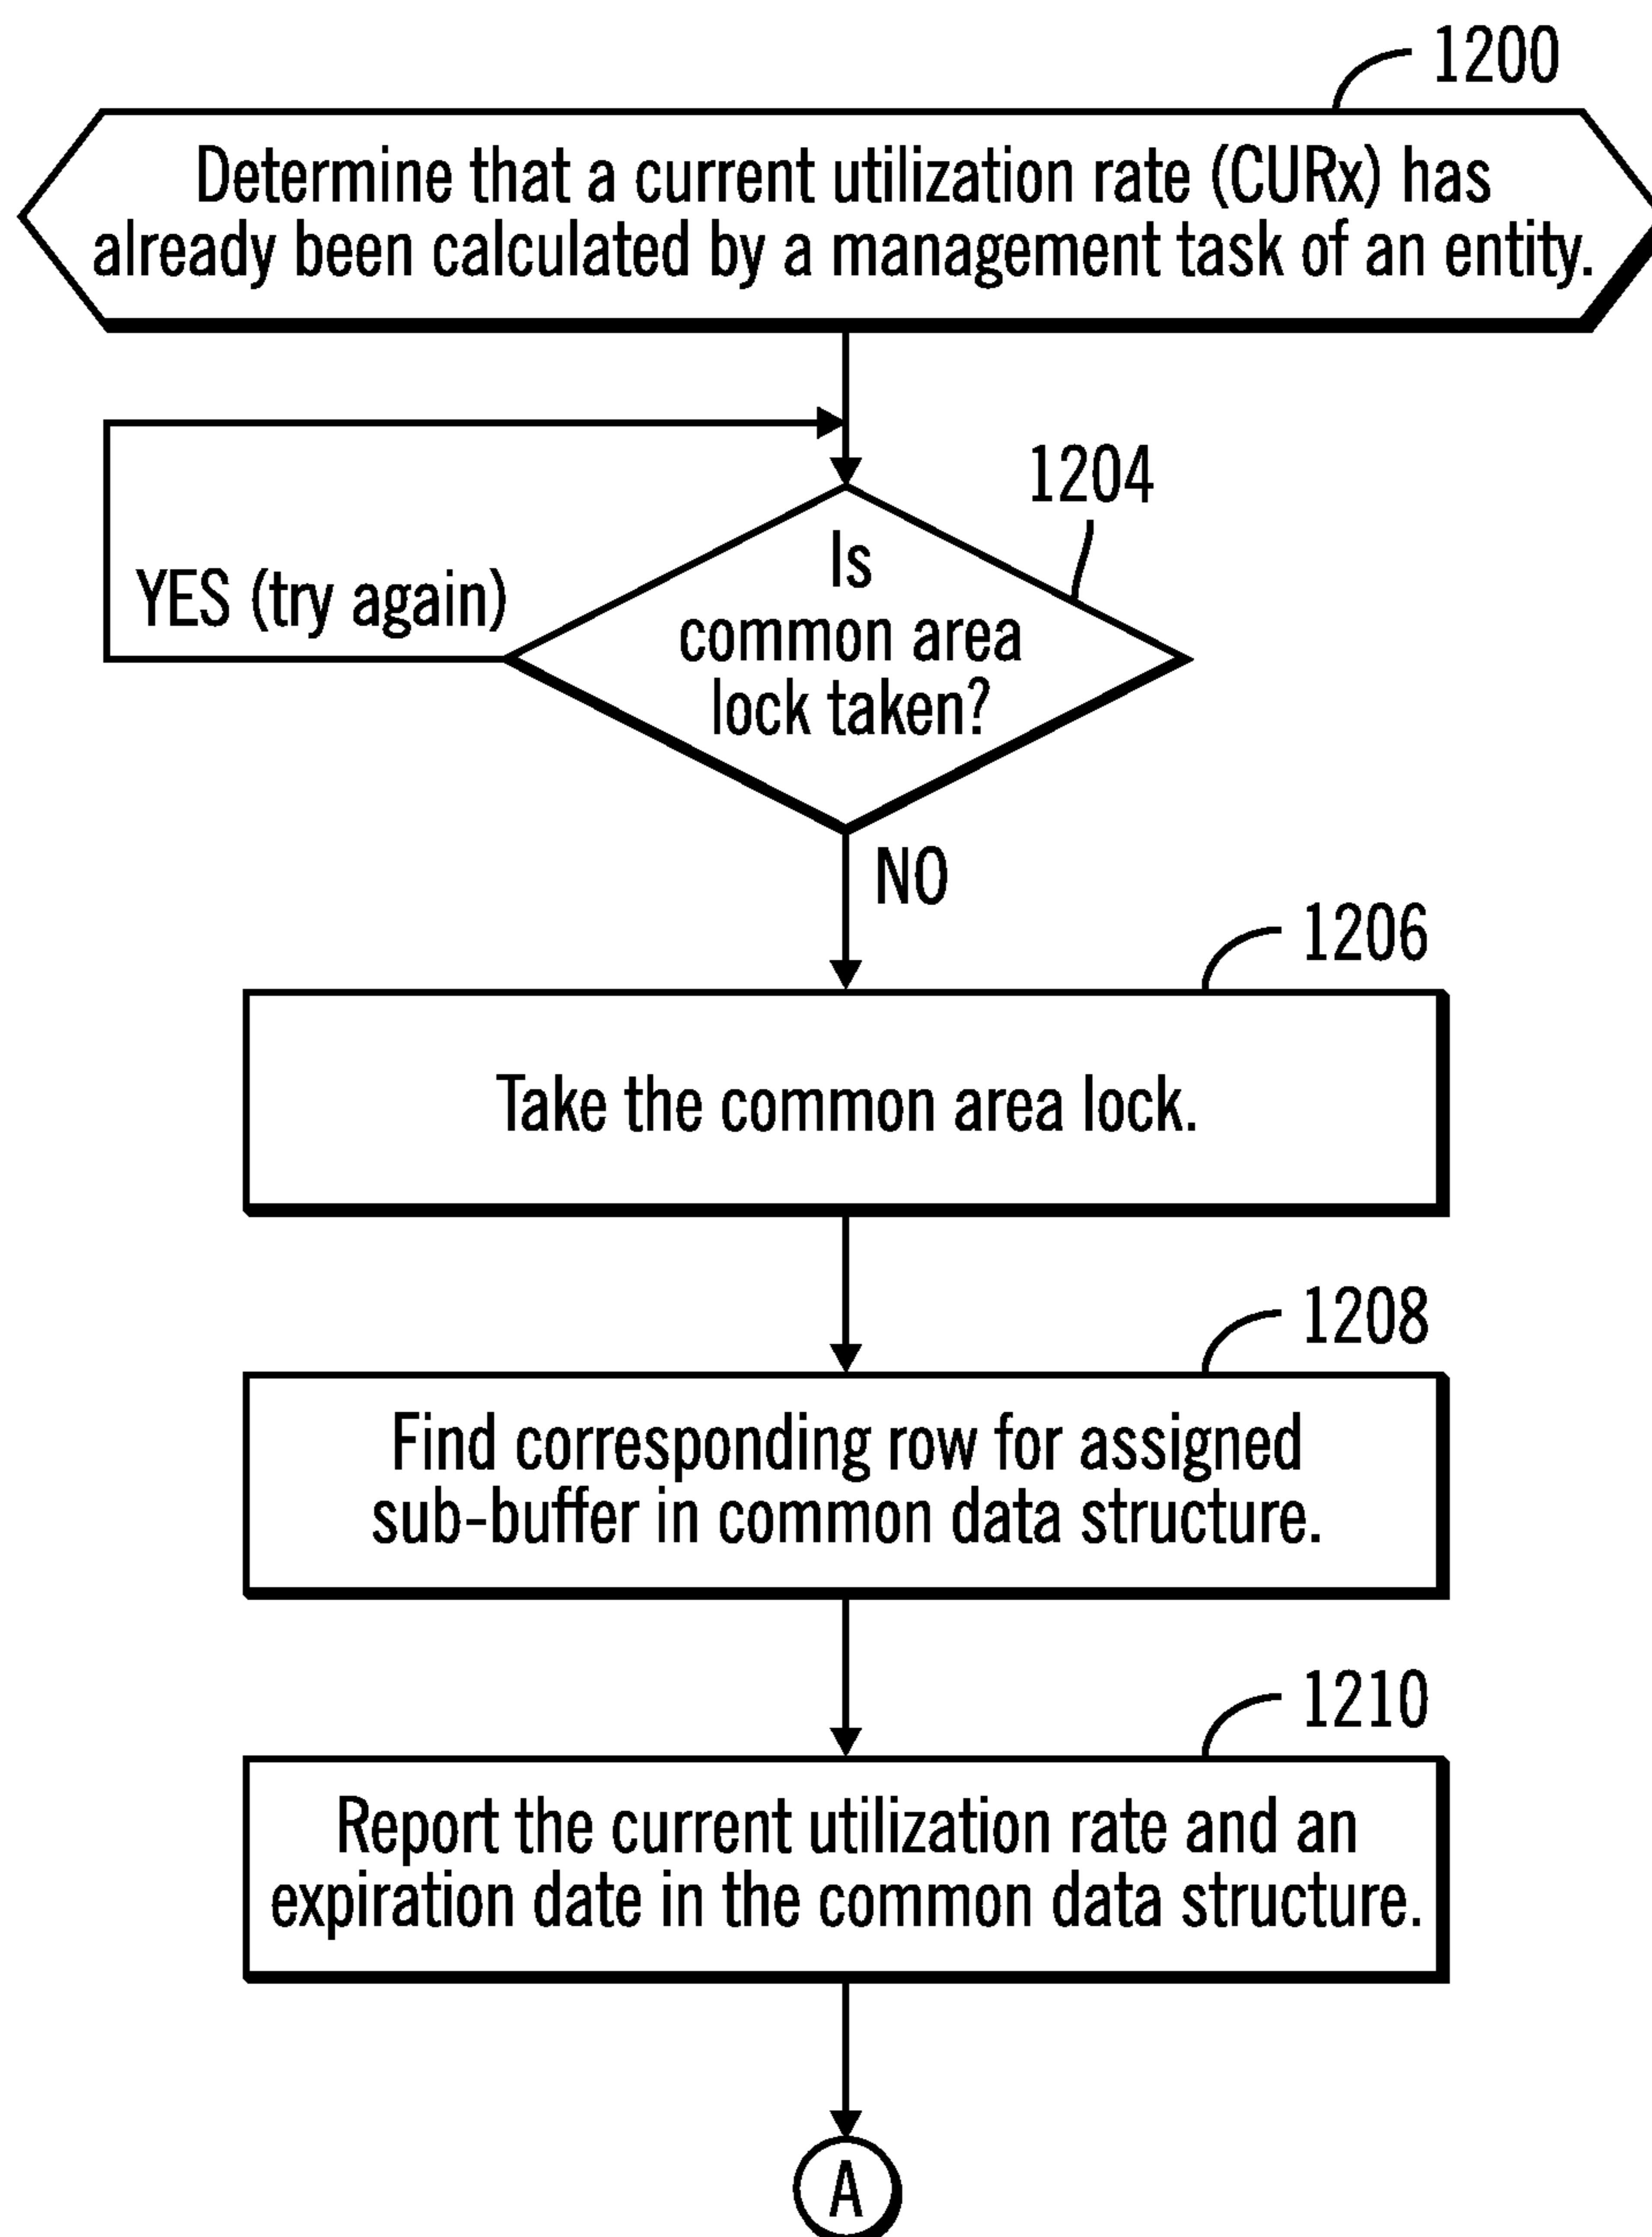 1200
Determine that a current utilization rate (CURx) has
already been calculated by a management task of an entity.
1204
Is
common area
lock taken?
YES (try again)
NO
1206
Take the common area lock.
1208
Find corresponding row for assigned
sub-buffer in common data structure.
1210
Report the current utilization rate and an
expiration date in the common data structure.
A